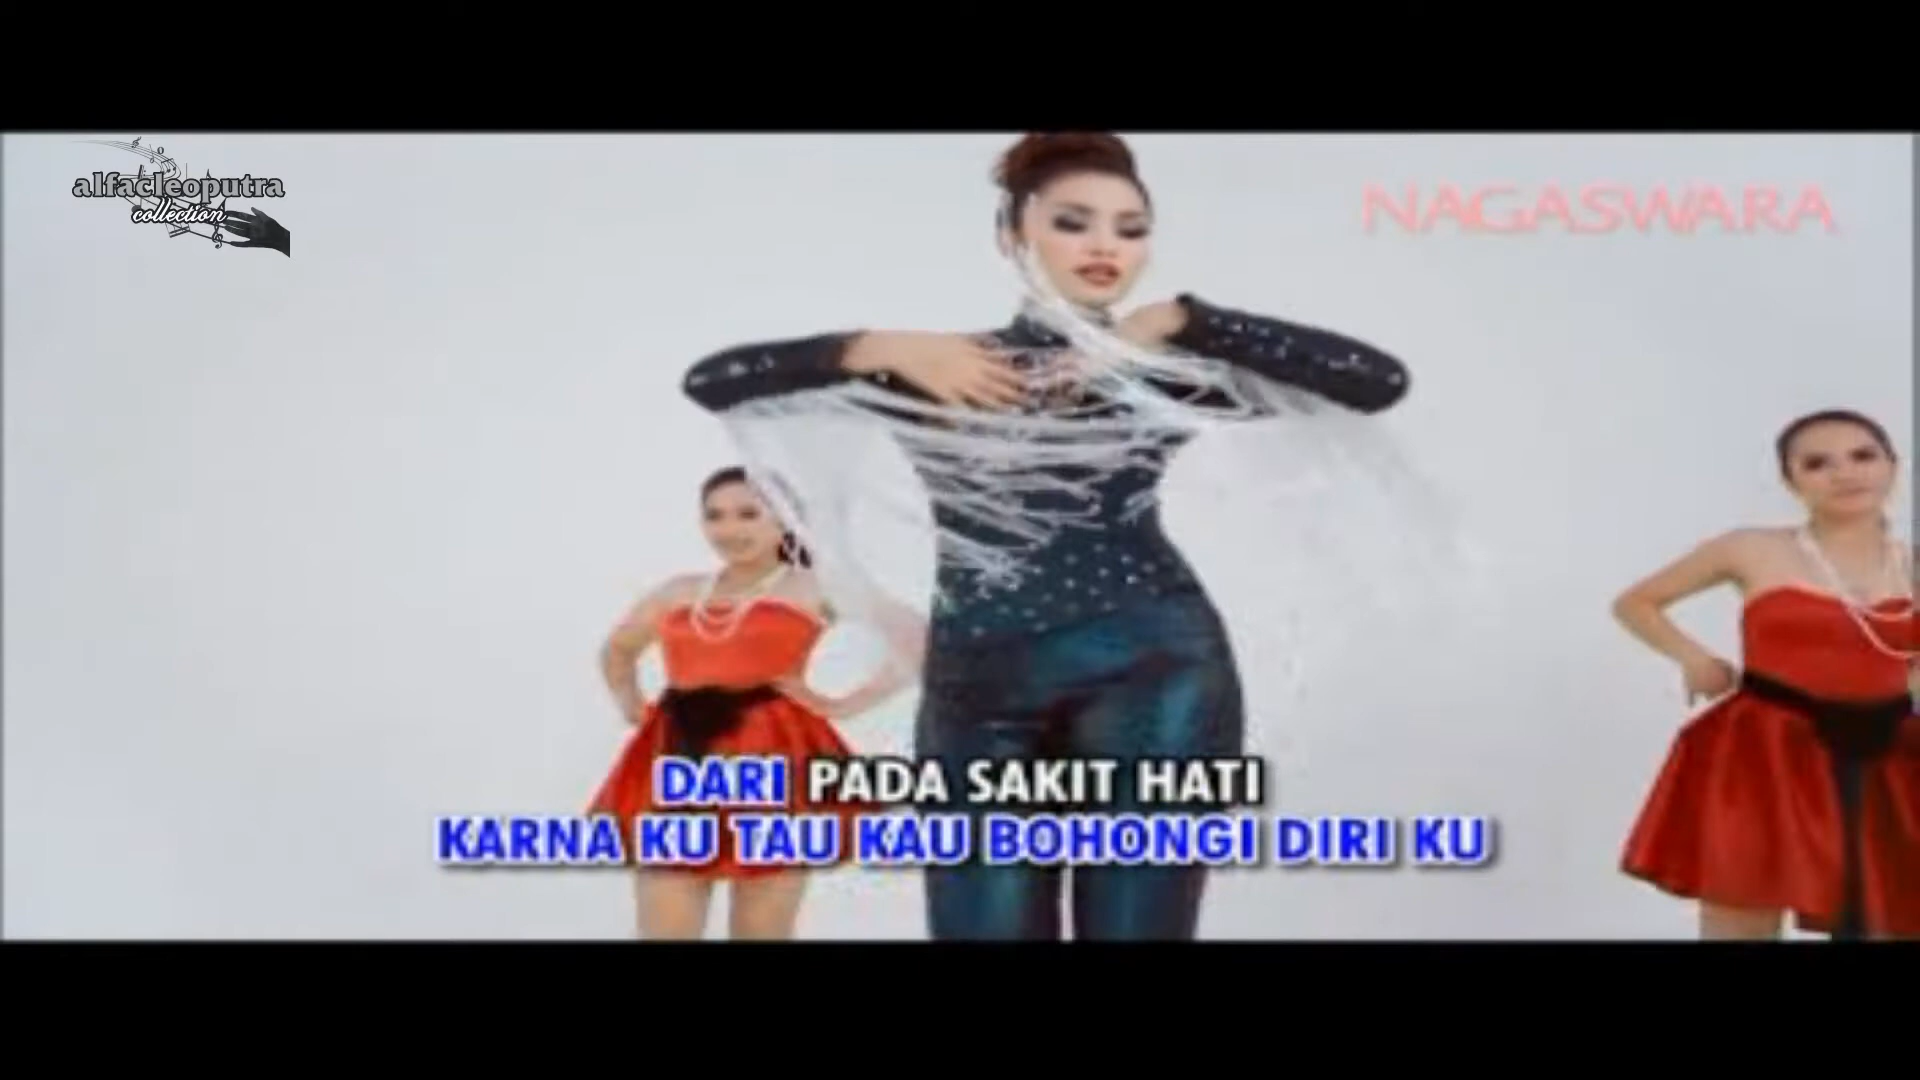 alfacleoputra
collection
NAGASWARA
DARI PADA SAKIT HATI
KARNA KU TAU KAU BOHONGI DIRI KU